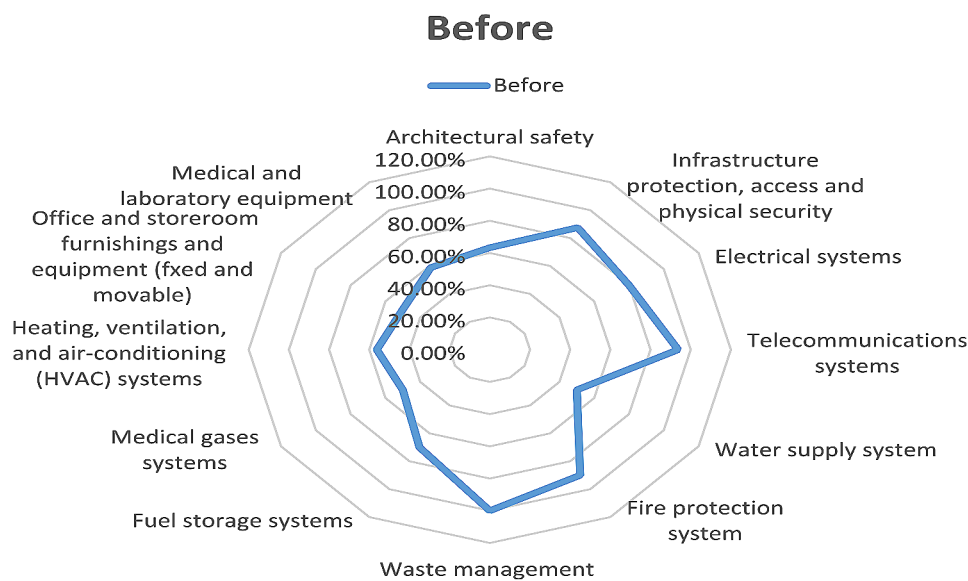 Before
Before
Architectural safety
120.00%
100.00%
80.00%
60.00%
40.00%
20.00%
0.00%
Infrastructure
protection, access and
physical security
Electrical systems
Telecommunications
systems
Water supply system
Fire protection
system
Waste management
Fuel storage systems
Medical gases
systems
Heating, ventilation,
and air-conditioning
(HVAC) systems
Office and storeroom
furnishings and
equipment (fxed and
movable)
Medical and
laboratory equipment